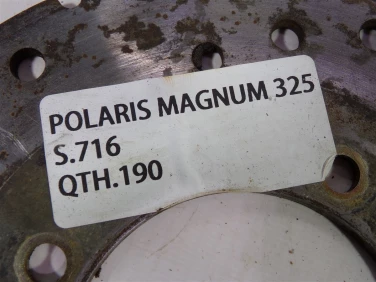 POLARIS MAGNUM 325
S.716
QTH.190